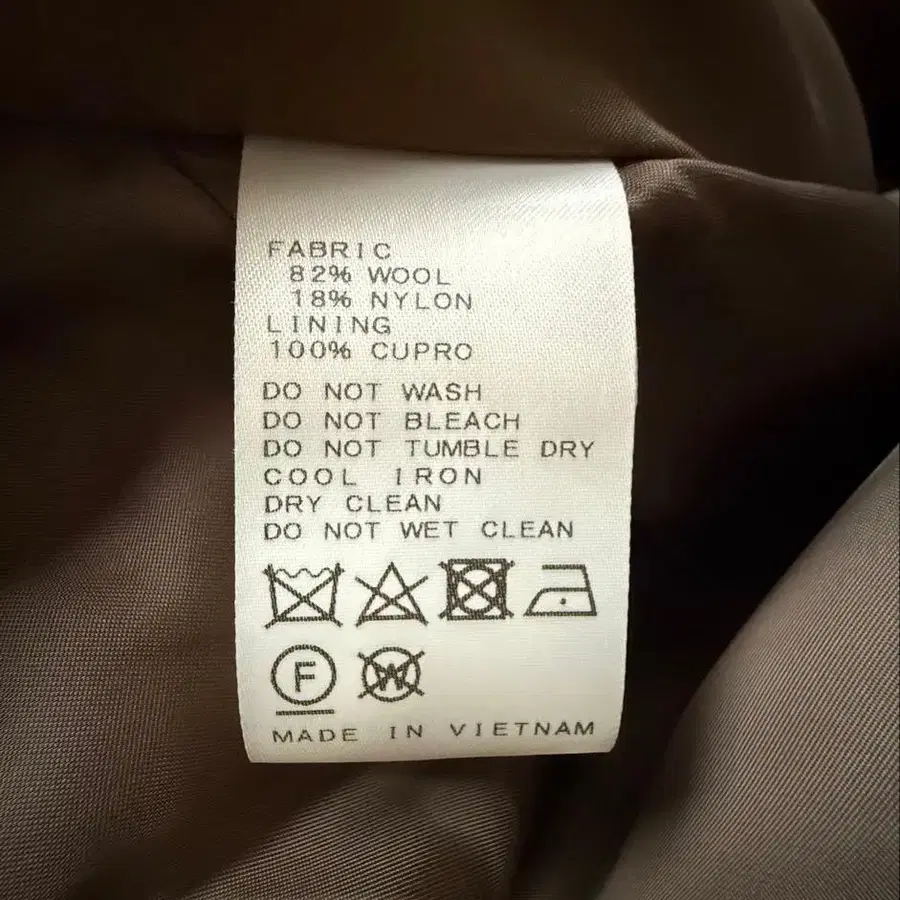 FABRIC
82% WOOL
18% NYLON
LINING
100% CUPRO
DO NOT WASH
DO NOT BLEACH
DO NOT TUMBLE DRY
COOL IRON
DRY CLEAN
DO NOT WET CLEAN
F W
MADE IN VIETNAM